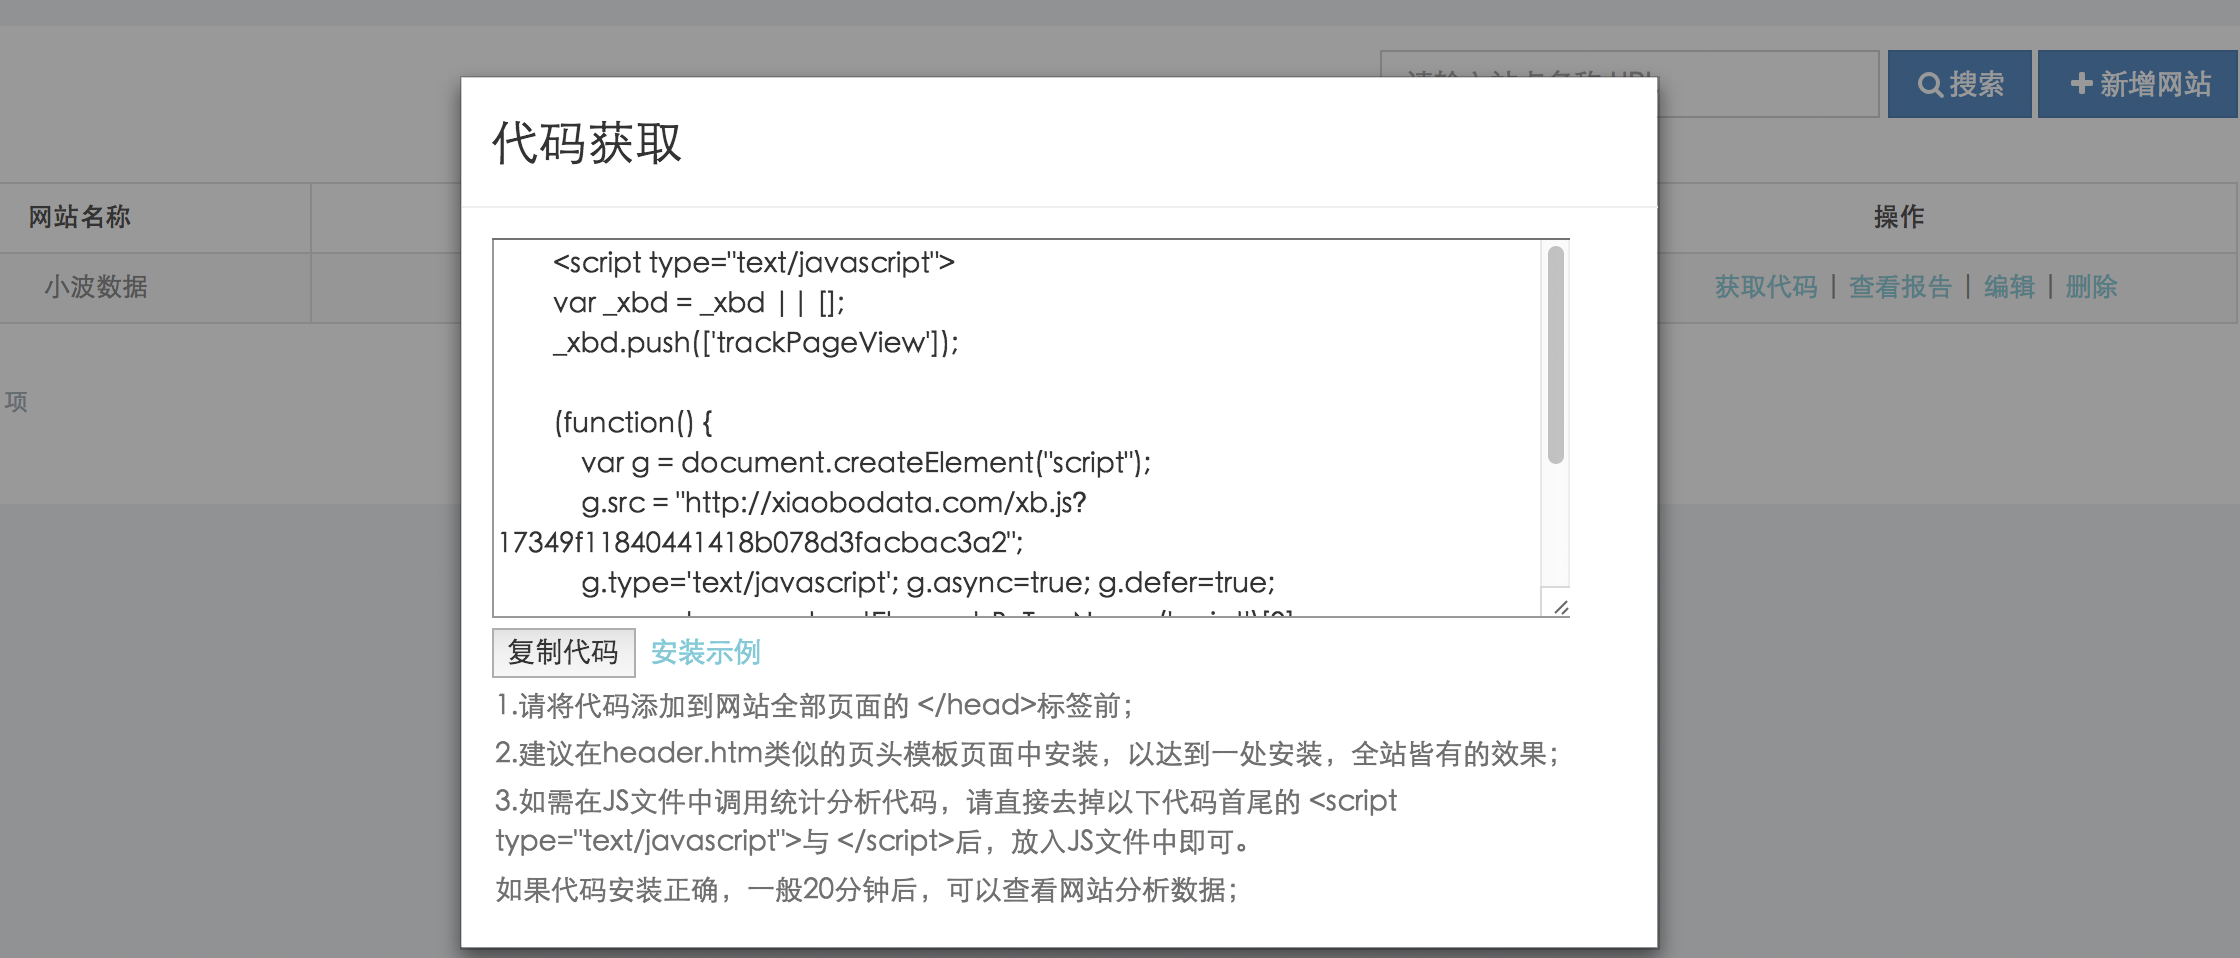 搜索
新增网站
代码获取
网站名称
操作
小波数据
获取代码 | 查看报告 | 编辑 | 删除
项
<script type="text/javascript">
var _xbd = _xbd || [];
_xbd.push(['trackPageView']);
(function() {
var g = document.createElement("script");
g.src = "http://xiaobodata.com/xb.js?
17349f11840441418b078d3facbac3a2";
g.type='text/javascript'; g.async=true; g.defer=true;
复制代码 安装示例
1.请将代码添加到网站全部页面的 </head>标签前；
2.建议在header.htm类似的页头模板页面中安装，以达到一处安装，全站皆有的效果；
3.如需在JS文件中调用统计分析代码，请直接去掉以下代码首尾的 <script
type="text/javascript">与 </script>后，放入JS文件中即可。
如果代码安装正确，一般20分钟后，可以查看网站分析数据；